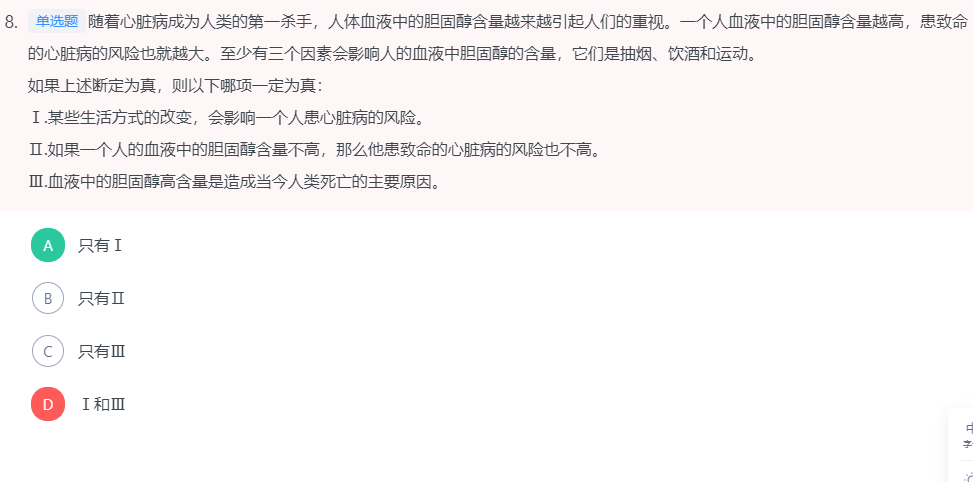 8. 单选题 随着心脏病成为人类的第一杀手，人体血液中的胆固醇含量越来越引起人们的重视。一个人血液中的胆固醇含量越高，患致命
的心脏病的风险也就越大。至少有三个因素会影响人的血液中胆固醇的含量，它们是抽烟、饮酒和运动。
如果上述断定为真，则以下哪项一定为真：
Ⅰ.某些生活方式的改变，会影响一个人患心脏病的风险。
Ⅱ.如果一个人的血液中的胆固醇含量不高，那么他患致命的心脏病的风险也不高。
Ⅲ.血液中的胆固醇高含量是造成当今人类死亡的主要原因。
A 只有Ⅰ
B 只有Ⅱ
C 只有Ⅲ
D Ⅰ和Ⅲ